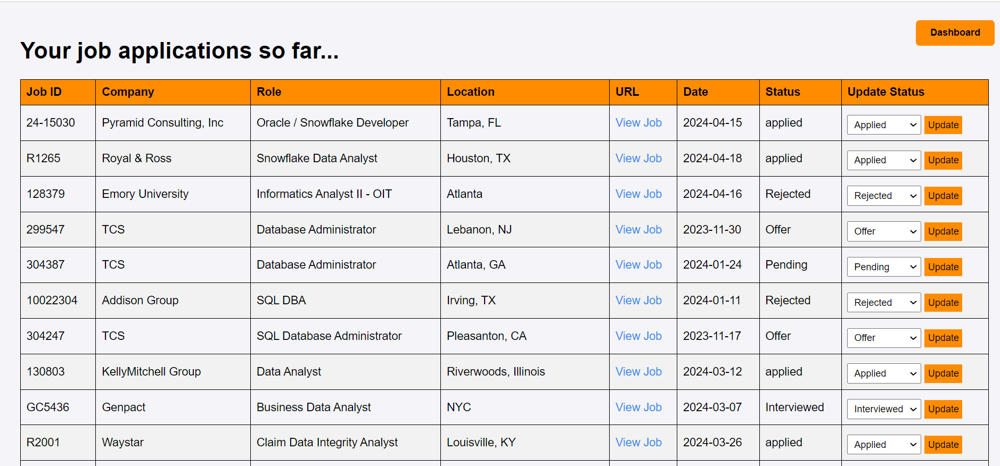 Dashboard
Your job applications so far...
Job ID Company Role Location URL Date Status Update Status
24-15030 Pyramid Consulting, Inc Oracle / Snowflake Developer Tampa, FL View Job 2024-04-15 applied Applied Update
R1265 Royal & Ross Snowflake Data Analyst Houston, TX View Job 2024-04-18 applied Applied Update
128379 Emory University Informatics Analyst II - OIT Atlanta View Job 2024-04-16 Rejected Rejected Update
299547 TCS Database Administrator Lebanon, NJ View Job 2023-11-30 Offer Offer Update
304387 TCS Database Administrator Atlanta, GA View Job 2024-01-24 Pending Pending Update
10022304 Addison Group SQL DBA Irving, TX View Job 2024-01-11 Rejected Rejected Update
304247 TCS SQL Database Administrator Pleasanton, CA View Job 2023-11-17 Offer Offer Update
130803 KellyMitchell Group Data Analyst Riverwoods, Illinois View Job 2024-03-12 applied Applied Update
GC5436 Genpact Business Data Analyst NYC View Job 2024-03-07 Interviewed Interviewed Update
R2001 Waystar Claim Data Integrity Analyst Louisville, KY View Job 2024-03-26 applied Applied Update